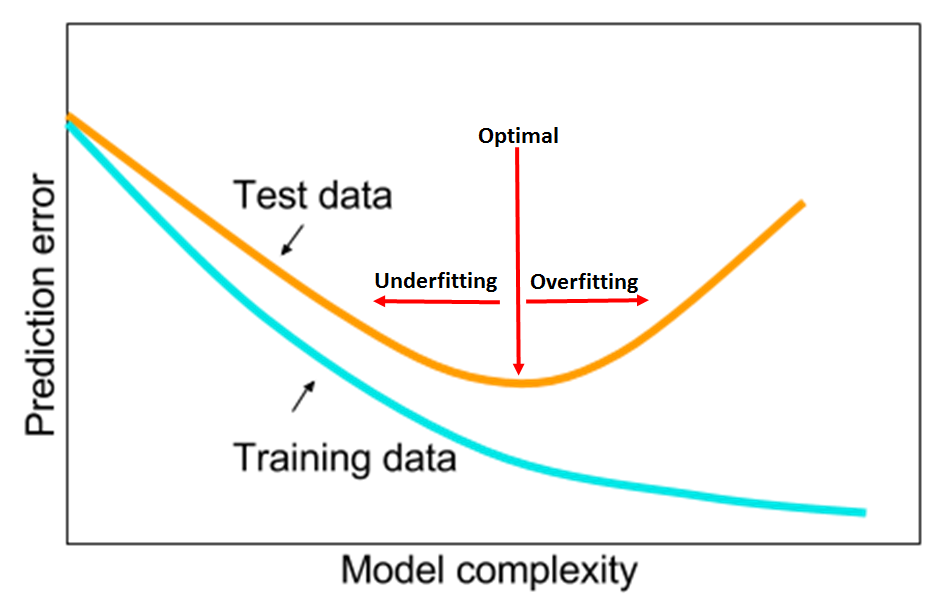 Optimal
Test data
Underfitting
Overfitting
Prediction error
Training data
Model complexity